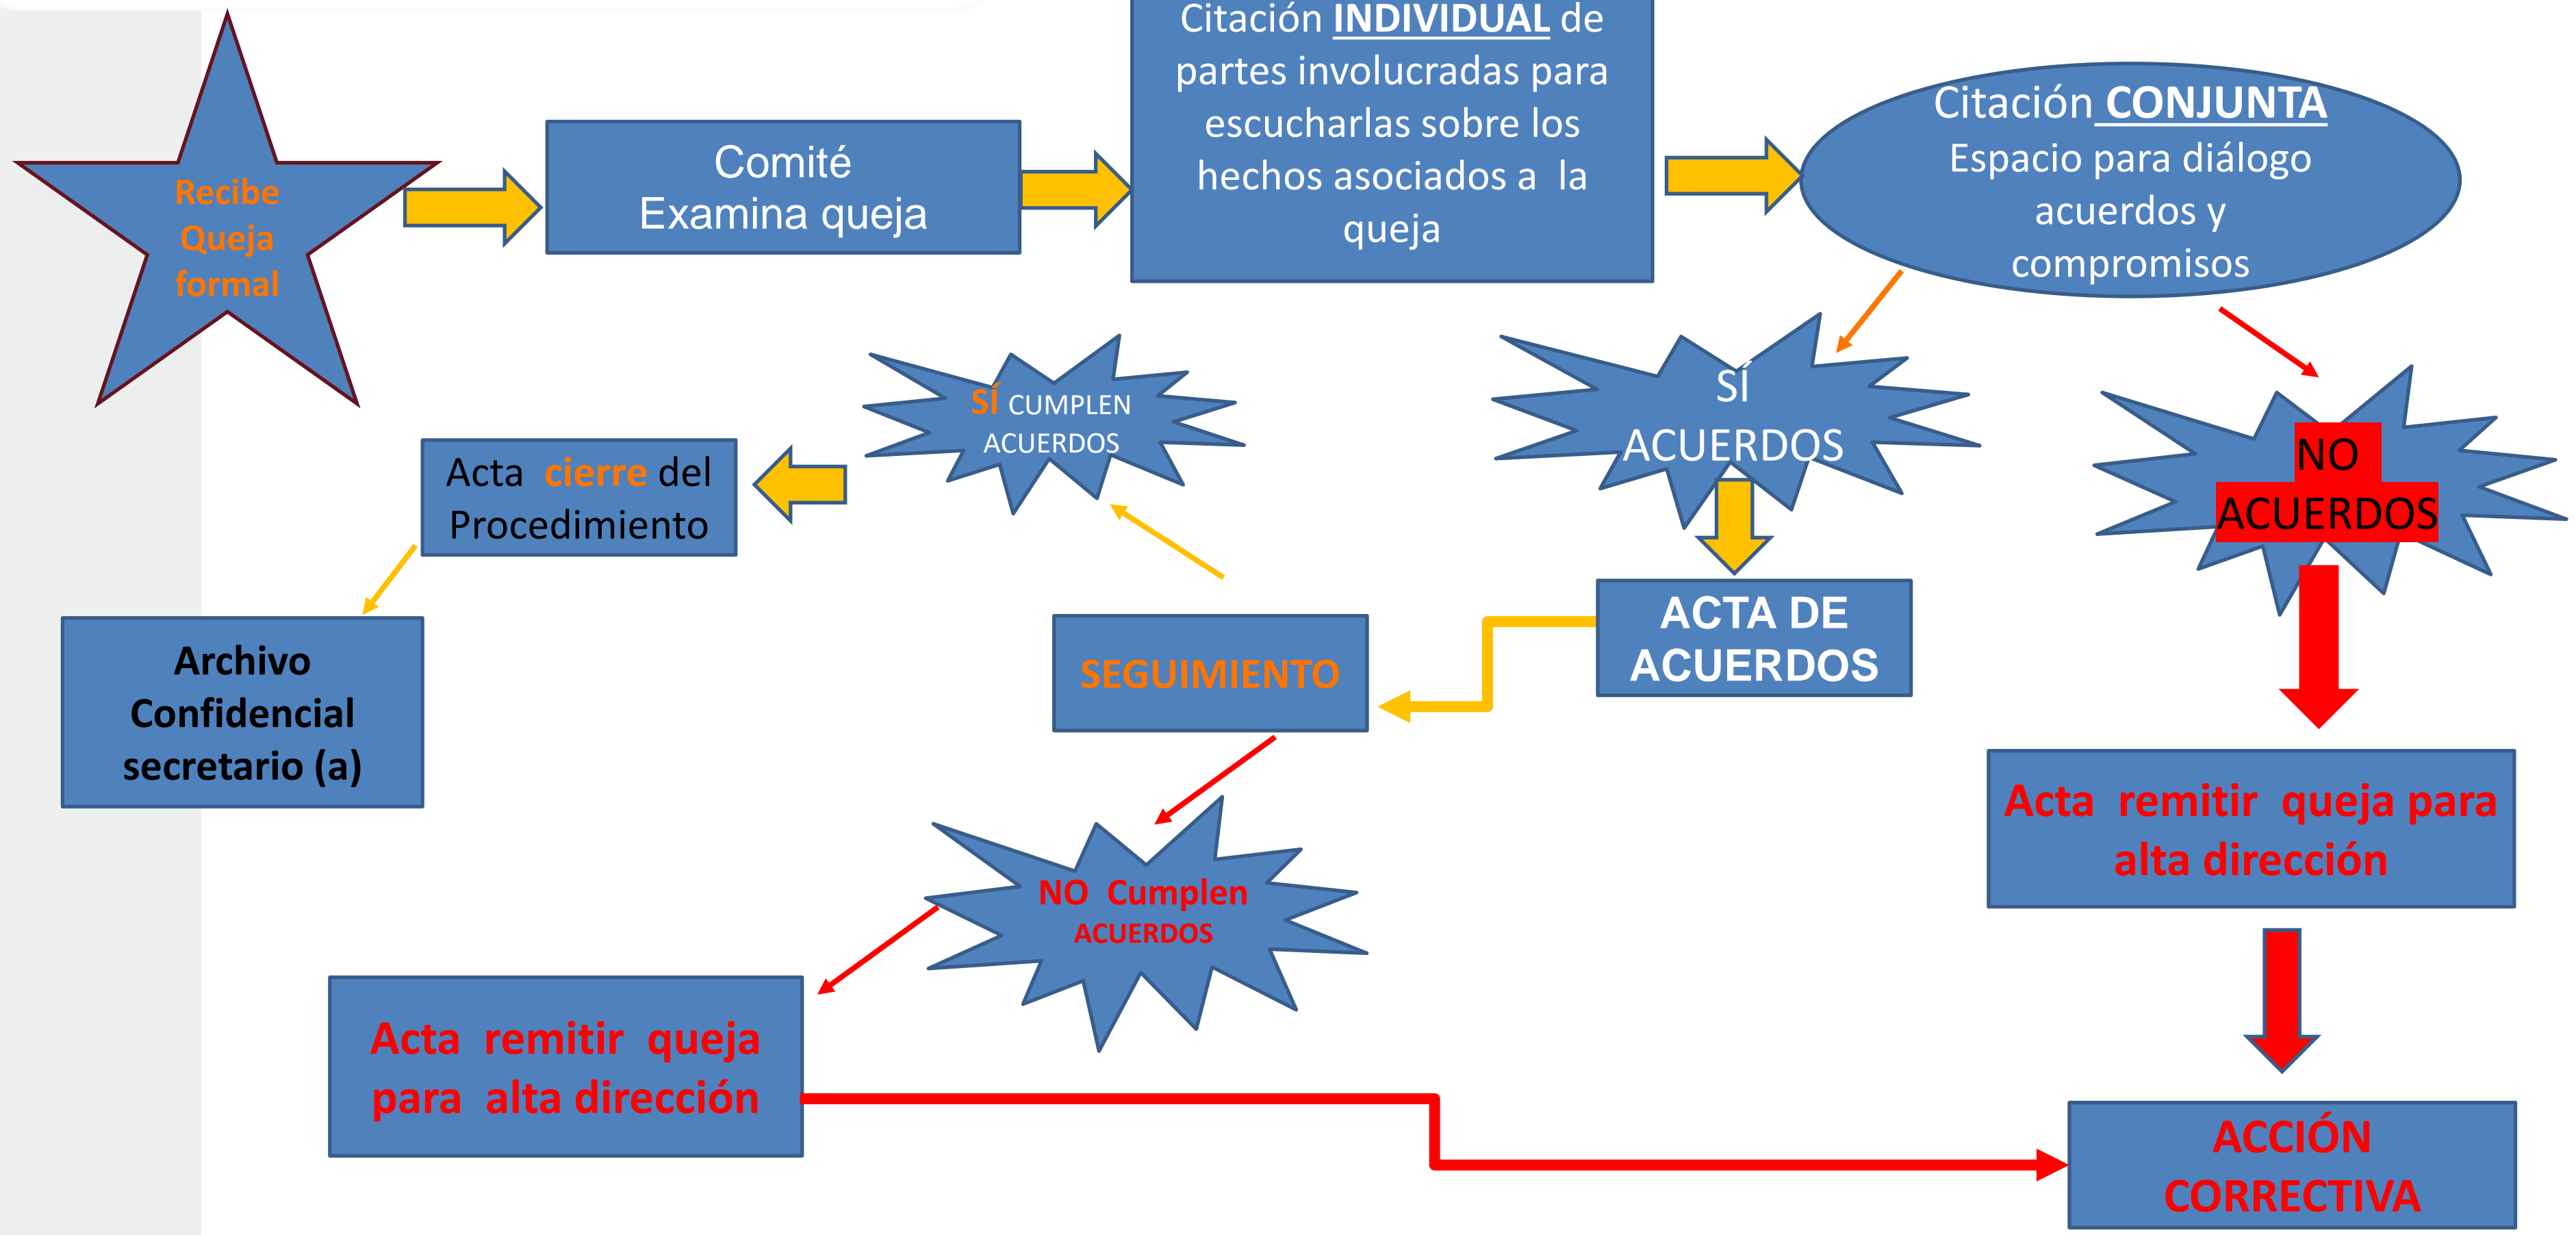 Recibe
Queja
formal
Comité
Examina queja
Citación INDIVIDUAL de
partes involucradas para
escucharlas sobre los
hechos asociados a la
queja
Citación CONJUNTA
Espacio para diálogo
acuerdos y
compromisos
SÍ
ACUERDOS
NO
ACUERDOS
SÍ CUMPLEN
ACUERDOS
Acta cierre del
Procedimiento
Archivo
Confidencial
secretario (a)
SEGUIMIENTO
ACTA DE
ACUERDOS
NO Cumplen
ACUERDOS
Acta remitir queja para
alta dirección
Acta remitir queja
para alta dirección
ACCIÓN
CORRECTIVA